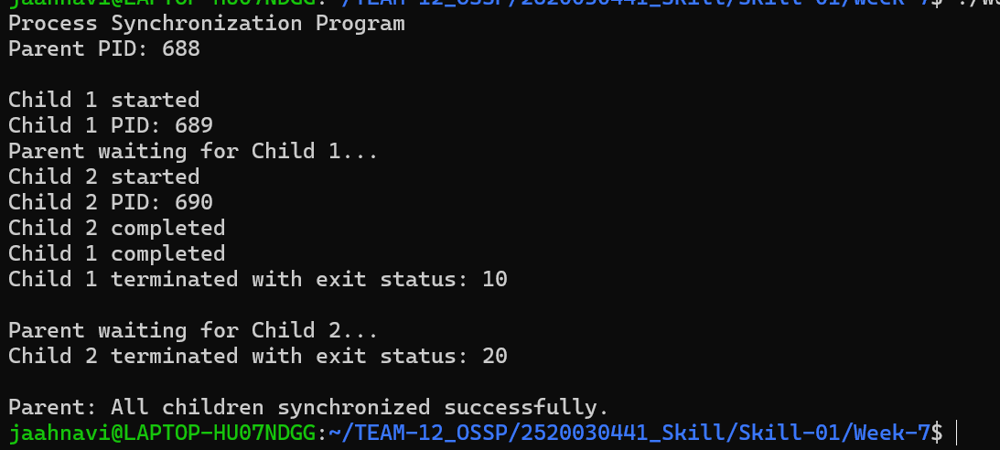 jaahnavi@LAPTOP-HU07NDGG:~/TEAM-12_OSSP/2520030441_Skill/Skill-01/Week-7$
Process Synchronization Program
Parent PID: 688
Child 1 started
Child 1 PID: 689
Parent waiting for Child 1...
Child 2 started
Child 2 PID: 690
Child 2 completed
Child 1 completed
Child 1 terminated with exit status: 10
Parent waiting for Child 2...
Child 2 terminated with exit status: 20
Parent: All children synchronized successfully.
jaahnavi@LAPTOP-HU07NDGG:~/TEAM-12_OSSP/2520030441_Skill/Skill-01/Week-7$